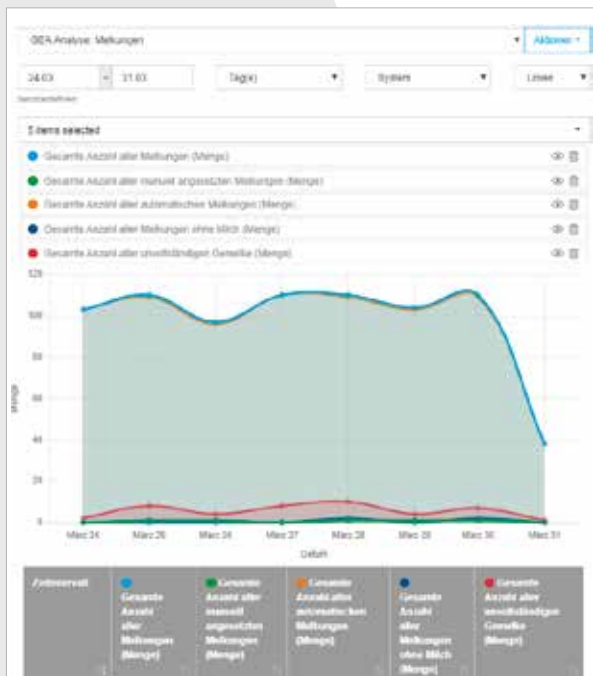 GEA Analyse: Melkungen
Aktionen
24.03 - 31.03 Tag(e) System Linien
Benutzerdefiniert
5 items selected
Gesamte Anzahl aller Melkungen (Menge)
Gesamte Anzahl aller manuell angesetzten Melkungen (Menge)
Gesamte Anzahl aller automatischen Melkungen (Menge)
Gesamte Anzahl aller Melkungen ohne Milch (Menge)
Gesamte Anzahl aller unvollständigen Gemelke (Menge)
120
100
80
60
40
20
0
Menge
März 24 März 25 März 26 März 27 März 28 März 29 März 30 März 31
Datum
Zeitintervall
Gesamte Anzahl aller Melkungen (Menge)
Gesamte Anzahl aller manuell angesetzten Melkungen (Menge)
Gesamte Anzahl aller automatischen Melkungen (Menge)
Gesamte Anzahl aller Melkungen ohne Milch (Menge)
Gesamte Anzahl aller unvollständigen Gemelke (Menge)